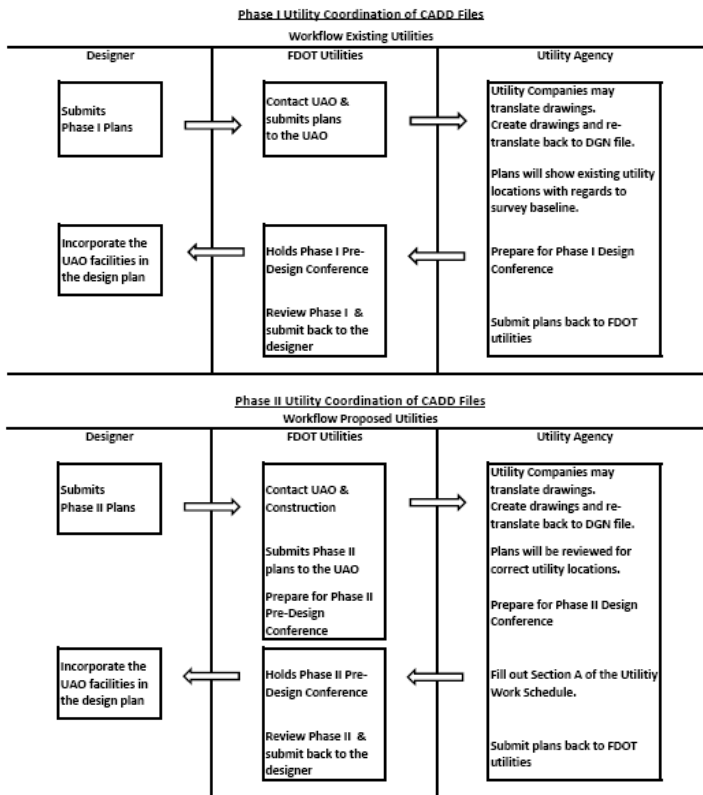 Phase I Utility Coordination of CADD Files
Workflow Existing Utilities
Designer
FDOT Utilities
Utility Agency
Submits
Phase I Plans
Contact UAO &
submits plans
to the UAO
Utility Companies may
translate drawings.
Create drawings and re-
translate back to DGN file.
Plans will show existing utility
locations with regards to
survey baseline.
Incorporate the
UAO facilities in
the design plan
Holds Phase I Pre-
Design Conference
Review Phase I &
submit back to the
designer
Prepare for Phase I Design
Conference
Submit plans back to FDOT
utilities
Phase II Utility Coordination of CADD Files
Workflow Proposed Utilities
Designer
FDOT Utilities
Utility Agency
Submits
Phase II Plans
Contact UAO &
Construction
Submits Phase II
plans to the UAO
Prepare for Phase II
Pre-Design
Conference
Utility Companies may
translate drawings.
Create drawings and re-
translate back to DGN file.
Plans will be reviewed for
correct utility locations.
Prepare for Phase II Design
Conference
Incorporate the
UAO facilities in
the design plan
Holds Phase II Pre-
Design Conference
Review Phase II &
submit back to the
designer
Fill out Section A of the Utilitiy
Work Schedule.
Submit plans back to FDOT
utilities